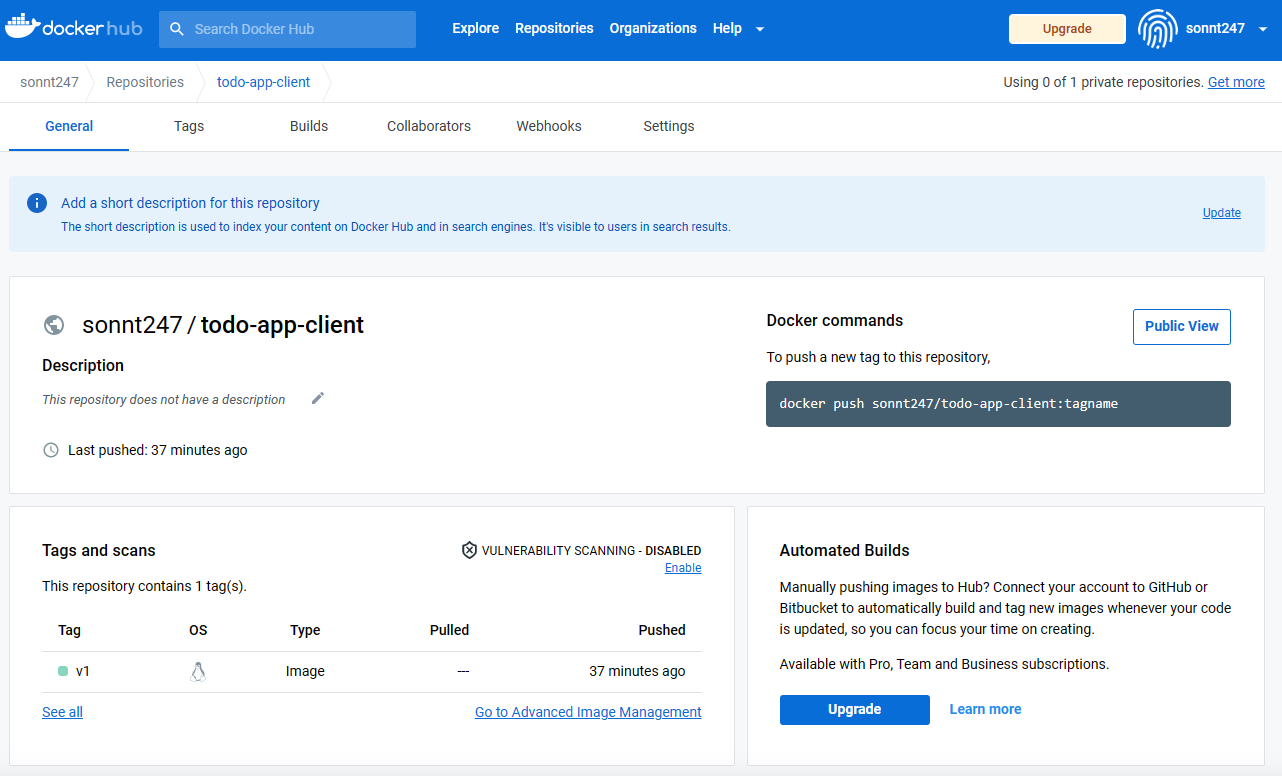 docker hub
Search Docker Hub
Explore Repositories Organizations Help
Upgrade
sonnt247
sonnt247
Repositories
todo-app-client
Using 0 of 1 private repositories. Get more
General
Tags
Builds
Collaborators
Webhooks
Settings
Add a short description for this repository
The short description is used to index your content on Docker Hub and in search engines. It's visible to users in search results.
Update
sonnt247 / todo-app-client
Description
This repository does not have a description
Last pushed: 37 minutes ago
Docker commands
Public View
To push a new tag to this repository,
docker push sonnt247/todo-app-client:tagname
Tags and scans
VULNERABILITY SCANNING - DISABLED
Enable
This repository contains 1 tag(s).
Tag OS Type Pulled Pushed
v1 Image --- 37 minutes ago
See all
Go to Advanced Image Management
Automated Builds
Manually pushing images to Hub? Connect your account to GitHub or
Bitbucket to automatically build and tag new images whenever your code
is updated, so you can focus your time on creating.
Available with Pro, Team and Business subscriptions.
Upgrade
Learn more